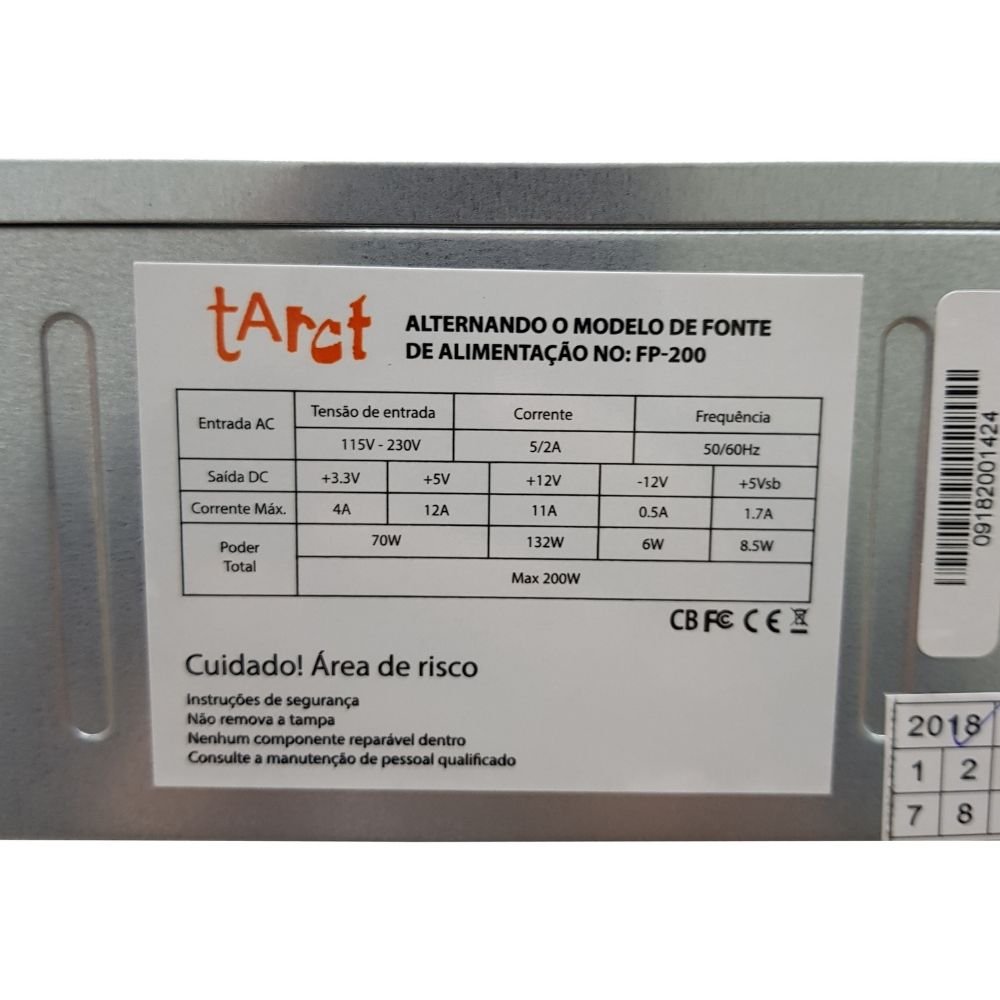 tArct
ALTERNANDO O MODELO DE FONTE
DE ALIMENTAÇÃO NO: FP-200
Entrada AC Tensão de entrada Corrente Frequência
115V - 230V 5/2A 50/60Hz
Saída DC +3.3V +5V +12V -12V +5Vsb
Corrente Máx. 4A 12A 11A 0.5A 1.7A
Poder Total 70W 132W 6W 8.5W
Max 200W
CB FC CE
Cuidado! Área de risco
Instruções de segurança
Não remova a tampa
Nenhum componente reparável dentro
Consulte a manutenção de pessoal qualificado
09182001424
2018
1 2
7 8